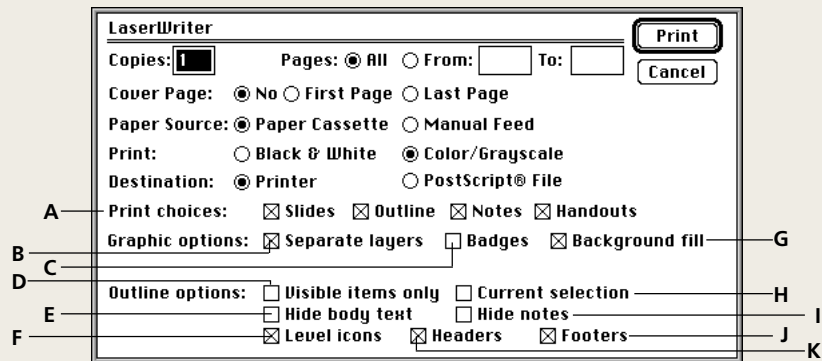 LaserWriter
Print
Copies: 1 Pages: All From: To:
Cancel
Cover Page: No First Page Last Page
Paper Source: Paper Cassette Manual Feed
Print: Black & White Color/Grayscale
Destination: Printer PostScript® File
A Print choices: Slides Outline Notes Handouts
B Graphic options: Separate layers Badges Background fill G
C
D Outline options: Visible items only Current selection H
E Hide body text Hide notes I
F Level icons Headers Footers J
K